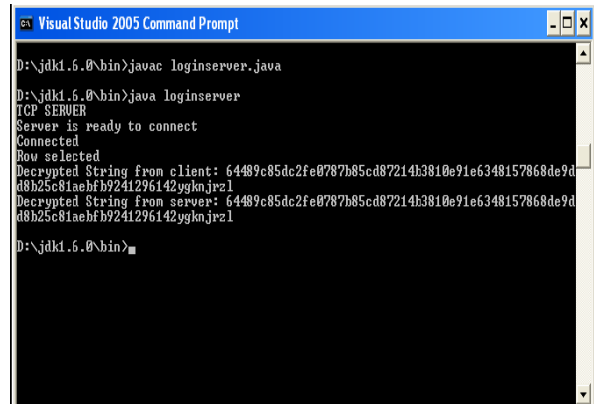 Visual Studio 2005 Command Prompt
D:\jdk1.6.0\bin>javac loginserver.java
D:\jdk1.6.0\bin>java loginserver
TCP SERVER
Server is ready to connect
Connected
Row selected
Decrypted String from client: 64489c85dc2fe0787b85cd87214b3810e91e6348157868de9d
d8b25c81aebfb9241296142ygknjrzl
Decrypted String from server: 64489c85dc2fe0787b85cd87214b3810e91e6348157868de9d
d8b25c81aebfb9241296142ygknjrzl
D:\jdk1.6.0\bin>